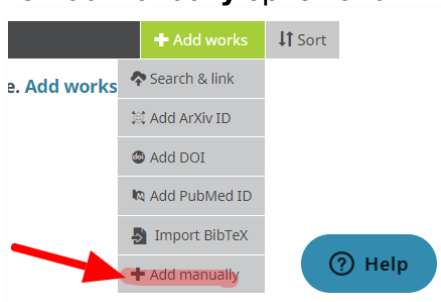 + Add works
Sort
e. Add works
Search & link
Add ArXiv ID
doi Add DOI
Add PubMed ID
Import BibTeX
+ Add manually
? Help